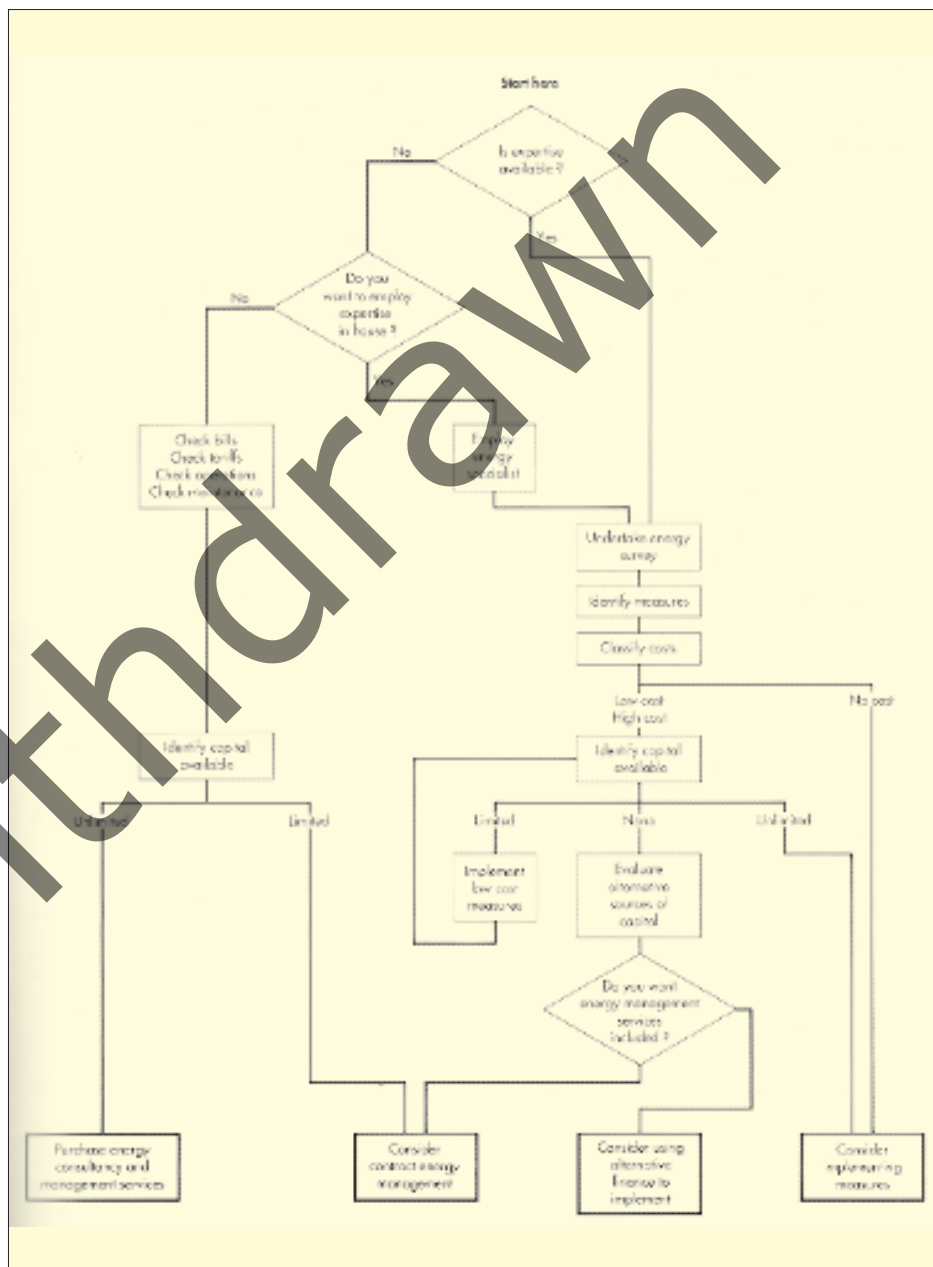 Start here
Is expertise
available ?
No
Yes
Do you
want to employ
expertise
in house ?
No
Yes
Check bills
Check tariffs
Check operations
Check maintenance
Employ
energy
specialist
Undertake energy
survey
Identify measures
Classify costs
Low cost
High cost
No cost
Identify capital
available
Identify capital
available
Unlimited
Limited
Limited
None
Unlimited
Implement
low cost
measures
Evaluate
alternative
sources of
capital
Do you want
energy management
services
included ?
Purchase energy
consultancy and
management services
Consider
contract energy
management
Consider using
alternative
finance to
implement
Consider
implementing
measures
ithdrawn